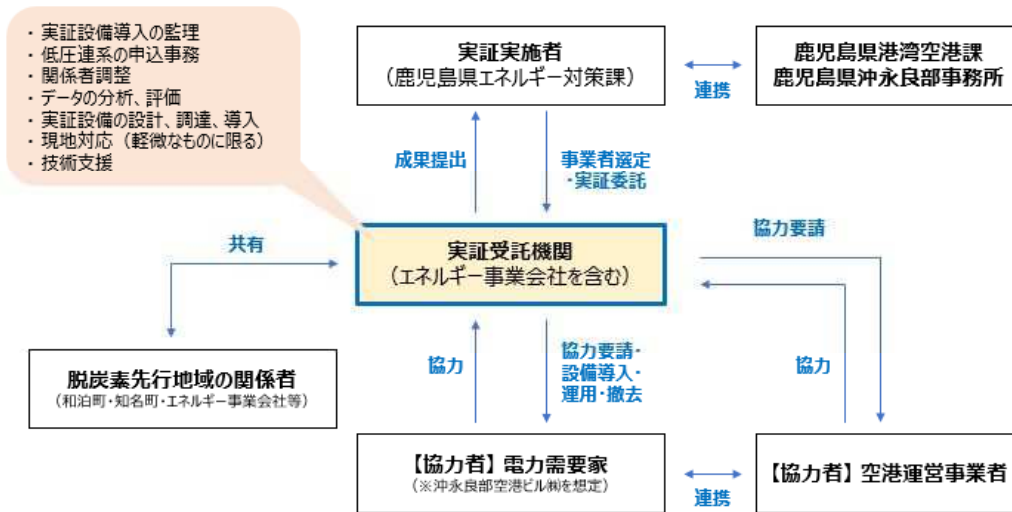 ・ 実証設備導入の監理
・ 低圧連系の申込事務
・ 関係者調整
・ データの分析、評価
・ 実証設備の設計、調達、導入
・ 現地対応（軽微なものに限る）
・ 技術支援
実証実施者
（鹿児島県エネルギー対策課）
連携
鹿児島県港湾空港課
鹿児島県沖永良部事務所
成果提出
事業者選定
・実証委託
共有
実証受託機関
（エネルギー事業会社を含む）
協力要請
脱炭素先行地域の関係者
（和泊町・知名町・エネルギー事業会社等）
協力
協力要請・
設備導入・
運用・撤去
協力
【協力者】電力需要家
（※沖永良部空港ビル㈱を想定）
連携
【協力者】空港運営事業者